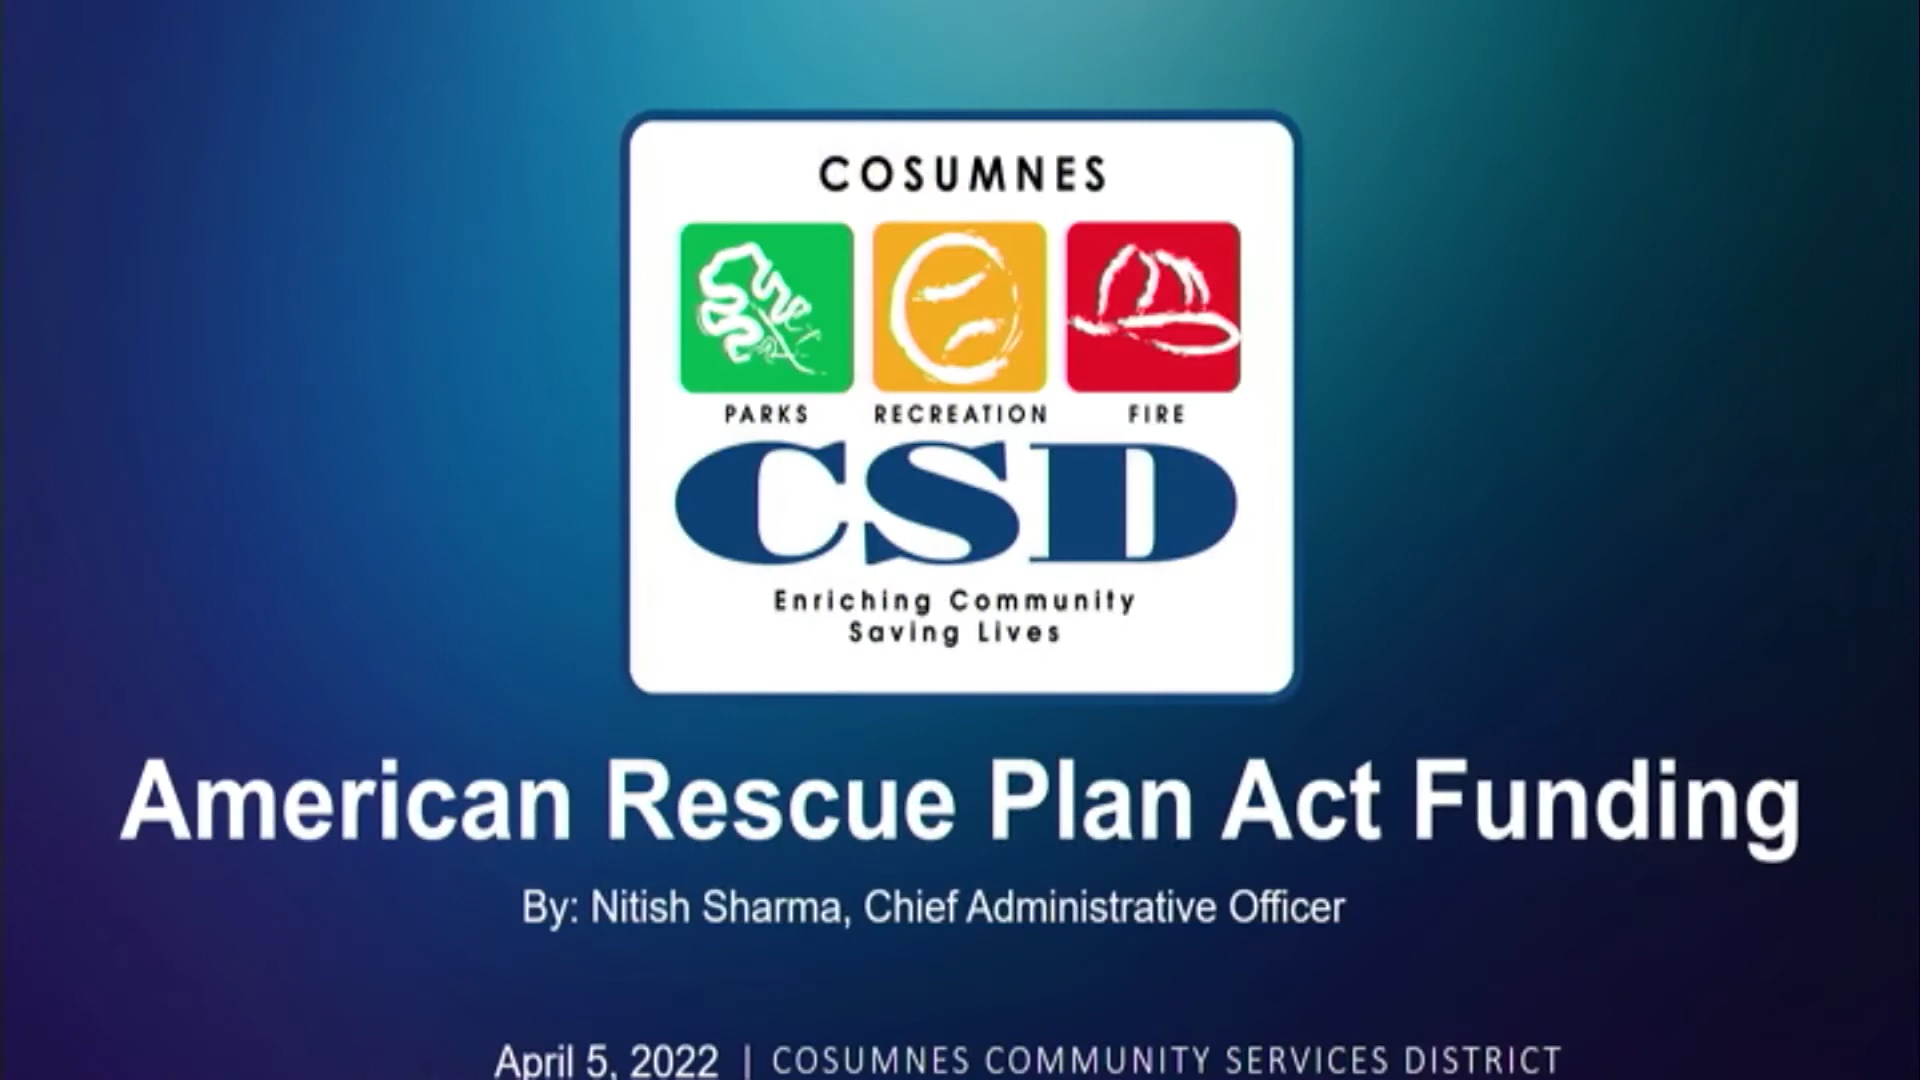 COSUMNES
PARKS RECREATION FIRE
CSD
Enriching Community
Saving Lives
American Rescue Plan Act Funding
By: Nitish Sharma, Chief Administrative Officer
April 5, 2022 | COSUMNES COMMUNITY SERVICES DISTRICT